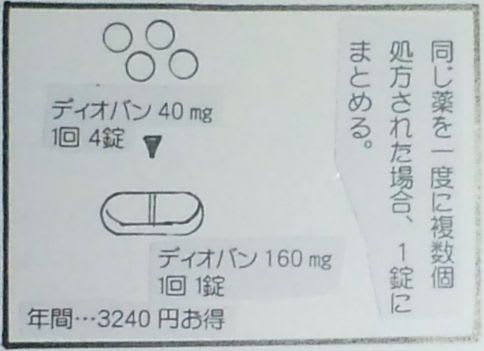 同じ薬を一度に複数個
処方された場合、1錠に
まとめる。
ディオバン 40 mg
1回 4錠
ディオバン 160 mg
1回 1錠
年間…3240 円お得